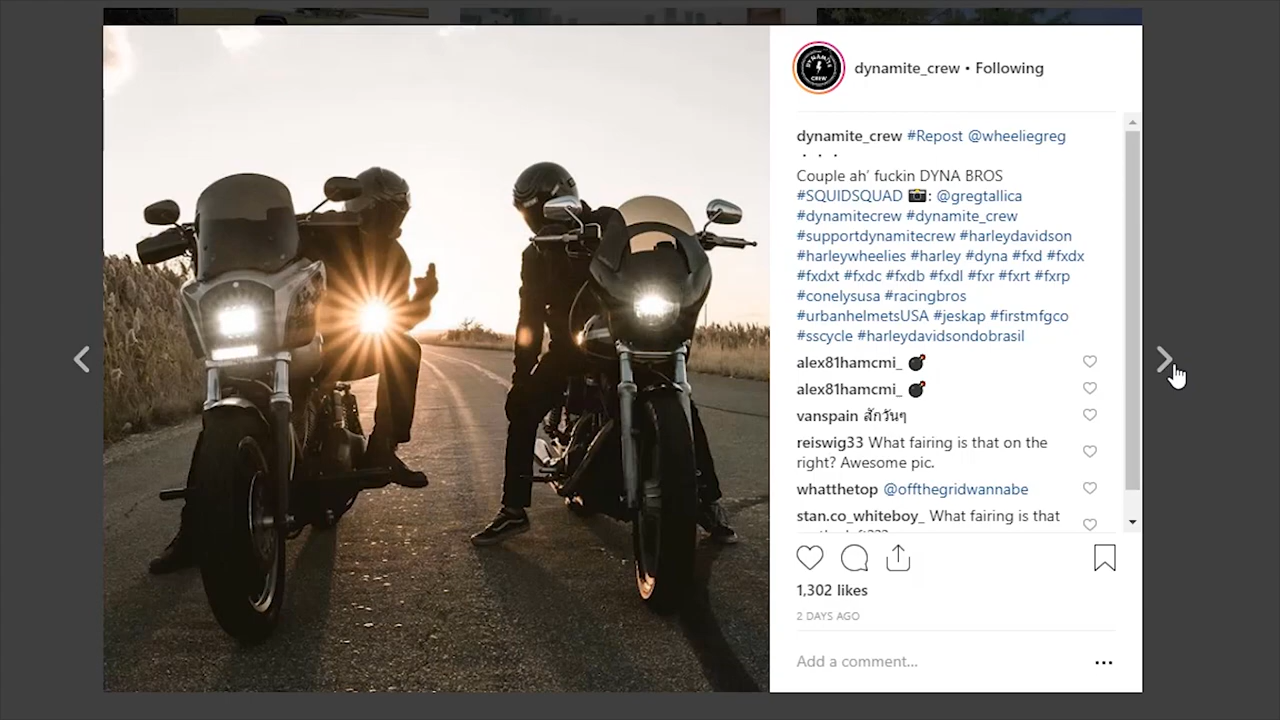 DYNAMITE
CREW
dynamite_crew • Following
dynamite_crew #Repost @wheeliegreg
・・・
Couple ah’ fuckin DYNA BROS
#SQUIDSQUAD 📸: @gregtallica
#dynamitecrew #dynamite_crew
#supportdynamitecrew #harleydavidson
#harleywheelies #harley #dyna #fxd #fxdx
#fxdxt #fxdc #fxdb #fxdl #fxr #fxrt #fxrp
#conelysusa #racingbros
#urbanhelmetsUSA #jeskap #firstmfgco
#sscycle #harleydavidsondobrasil
alex81hamcmi_ 💣
alex81hamcmi_ 💣
vanspain สักวันๆ
reiswig33 What fairing is that on the
right? Awesome pic.
whatthetop @offthegridwannabe
stan.co_whiteboy_ What fairing is that
1,302 likes
2 DAYS AGO
Add a comment...